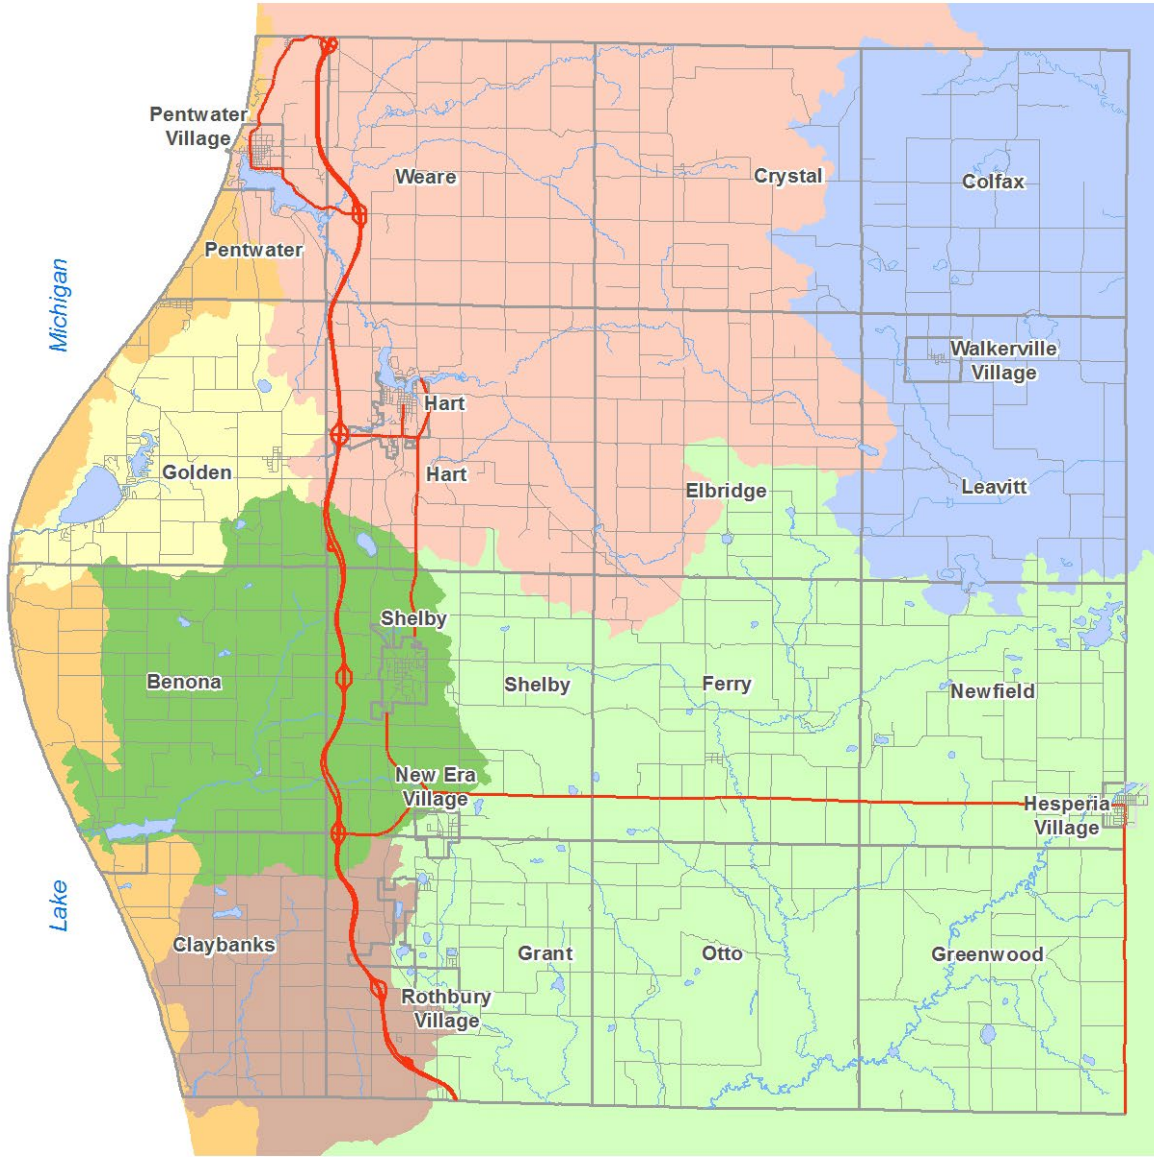 Pentwater
Village
Weare
Crystal
Colfax
Pentwater
Michigan
Walkerville
Village
Hart
Golden
Hart
Elbridge
Leavitt
Shelby
Benona
Shelby
Ferry
Newfield
New Era
Village
Hesperia
Village
Lake
Claybanks
Grant
Otto
Greenwood
Rothbury
Village